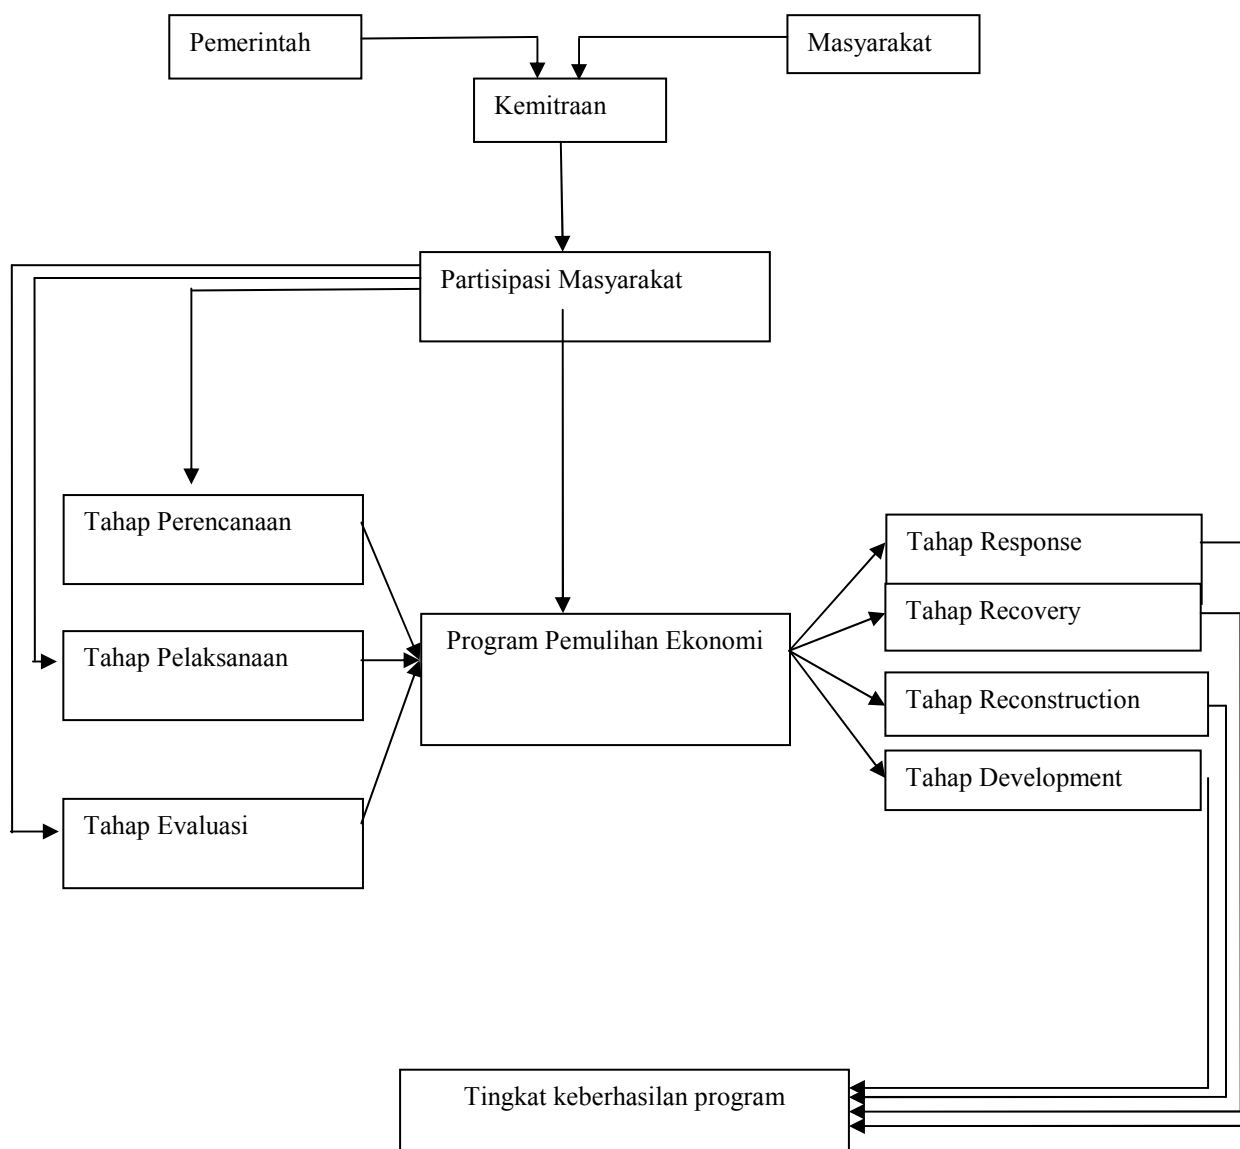 Pemerintah
Masyarakat
Kemitraan
Partisipasi Masyarakat
Tahap Perencanaan
Tahap Pelaksanaan
Tahap Evaluasi
Program Pemulihan Ekonomi
Tahap Response
Tahap Recovery
Tahap Reconstruction
Tahap Development
Tingkat keberhasilan program